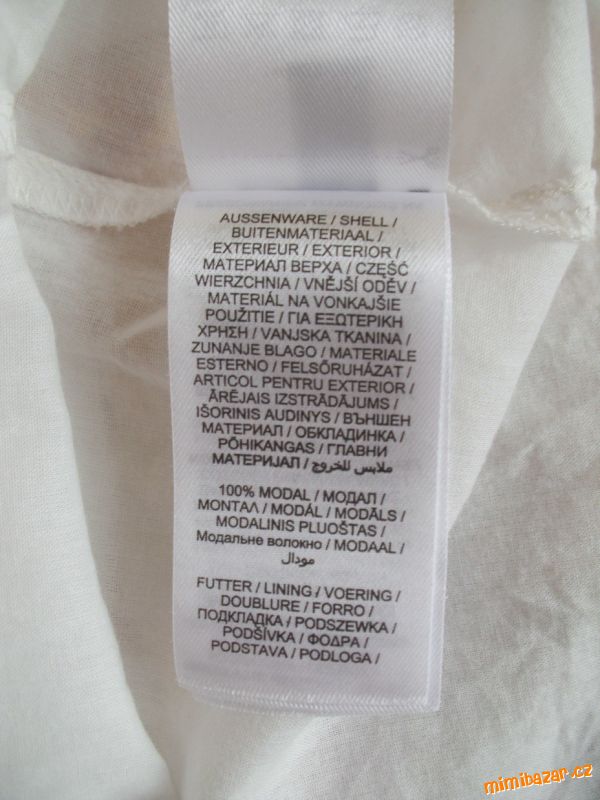 AUSSENWARE / SHELL /
BUITENMATERIAAL /
EXTERIEUR / EXTERIOR /
МАТЕРИАЛ ВЕРХА / CZĘŚĆ
WIERZCHNIA / VNĚJŠÍ ODĚV /
MATERIÁL NA VONKAJŠIE
POUŽITIE / ΓΙΑ ΕΞΩΤΕΡΙΚΗ
ΧΡΗΣΗ / VANJSKA TKANINA /
ZUNANJE BLAGO / MATERIALE
ESTERNO / FELSŐRUHÁZAT /
ARTICOL PENTRU EXTERIOR /
ĀRĒJAIS IZSTRĀDĀJUMS /
IŠORINIS AUDINYS / ВЪНШЕН
МАТЕРИАЛ / ОБКЛАДИНКА /
PÕHIKANGAS / ГЛАВНИ
МАТЕРИЈАЛ / ملابس للخروج
100% MODAL / МОДАЛ /
ΜΟΝΤΑΛ / MODÁL / MODĀLS /
MODALINIS PLUOŠTAS /
Модальне волокно / MODAAL /
مودال
FUTTER / LINING / VOERING /
DOUBLURE / FORRO /
ПОДКЛАДКА / PODSZEWKA /
PODŠÍVKA / ΦΟΔΡΑ /
PODSTAVA / PODLOGA /
mimibazar.cz